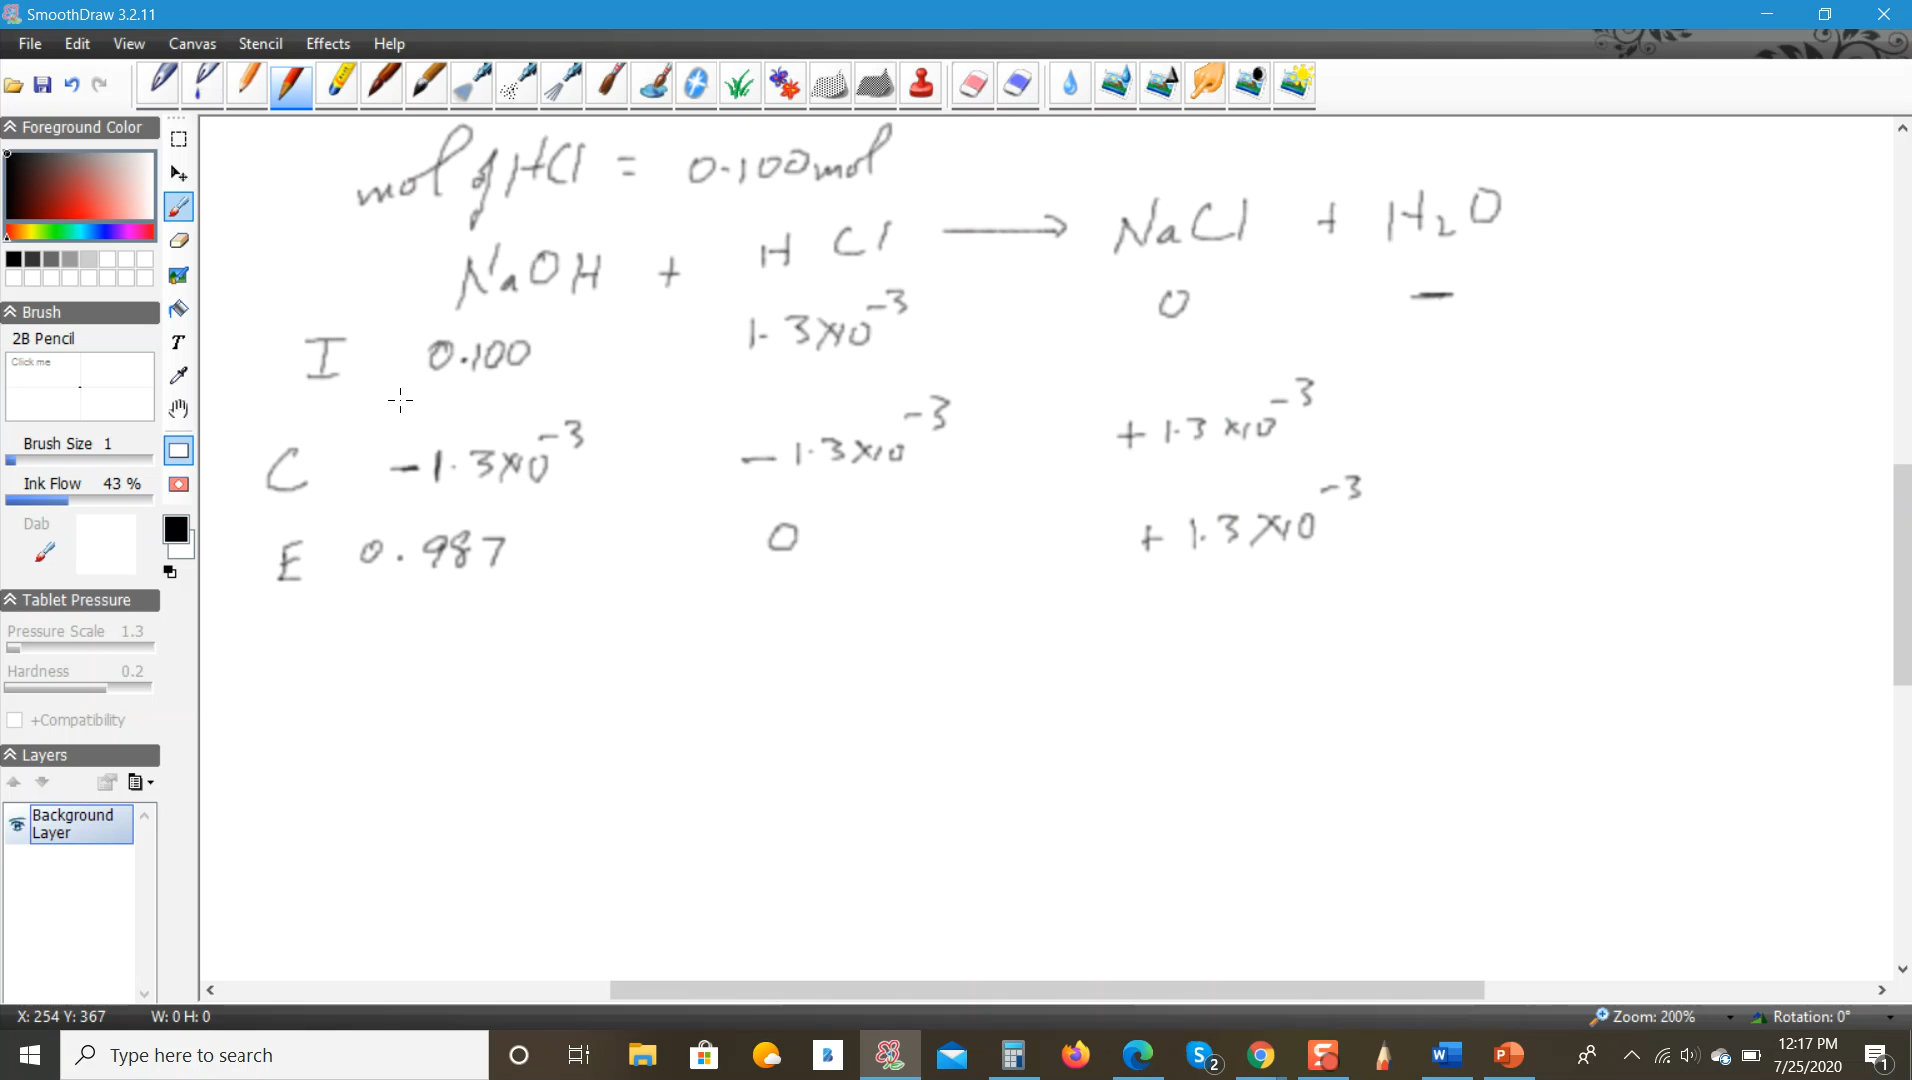 SmoothDraw 3.2.11
File Edit View Canvas Stencil Effects Help
Foreground Color
Brush
2B Pencil
Click me
Brush Size 1
Ink Flow 43 %
Dab
Tablet Pressure
Pressure Scale 1.3
Hardness 0.2
+Compatibility
Layers
Background
Layer
mol of HCl = 0.100mol
NaOH + H Cl ⟶ NaCl + H₂O
I 0.100 1.3×10⁻³ 0 −
C −1.3×10⁻³ −1.3×10⁻³ +1.3×10⁻³
E 0.987 0 +1.3×10⁻³
X: 254 Y: 367 W: 0 H: 0 Zoom: 200% Rotation: 0°
Type here to search
B
S 2
S
W
P
12:17 PM
7/25/2020
1